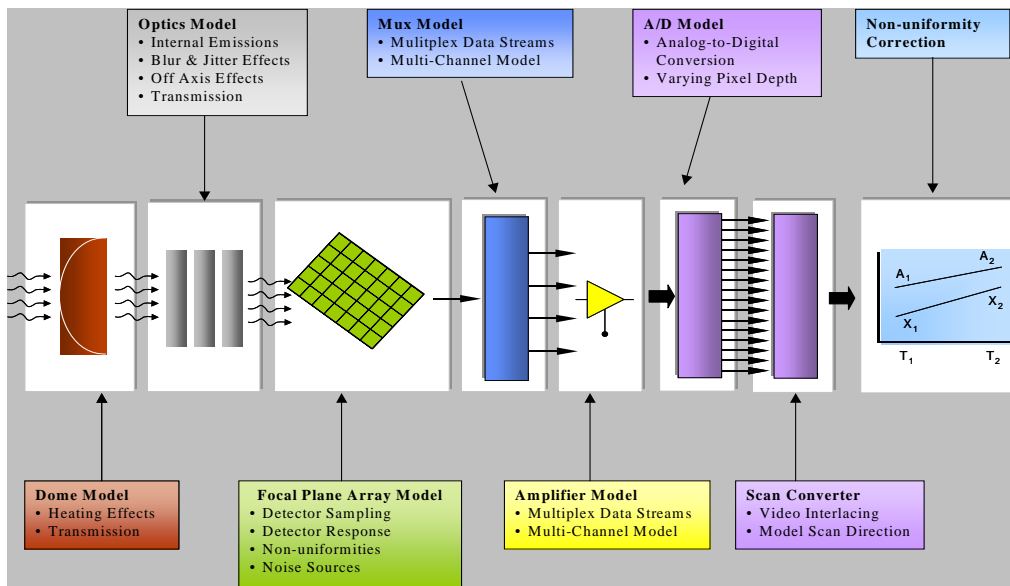 Optics Model
• Internal Emissions
• Blur & Jitter Effects
• Off Axis Effects
• Transmission
Mux Model
• Mulitplex Data Streams
• Multi-Channel Model
A/D Model
• Analog-to-Digital
Conversion
• Varying Pixel Depth
Non-uniformity
Correction
A1
A2
X1
X2
T1
T2
Dome Model
• Heating Effects
• Transmission
Focal Plane Array Model
• Detector Sampling
• Detector Response
• Non-uniformities
• Noise Sources
Amplifier Model
• Multiplex Data Streams
• Multi-Channel Model
Scan Converter
• Video Interlacing
• Model Scan Direction